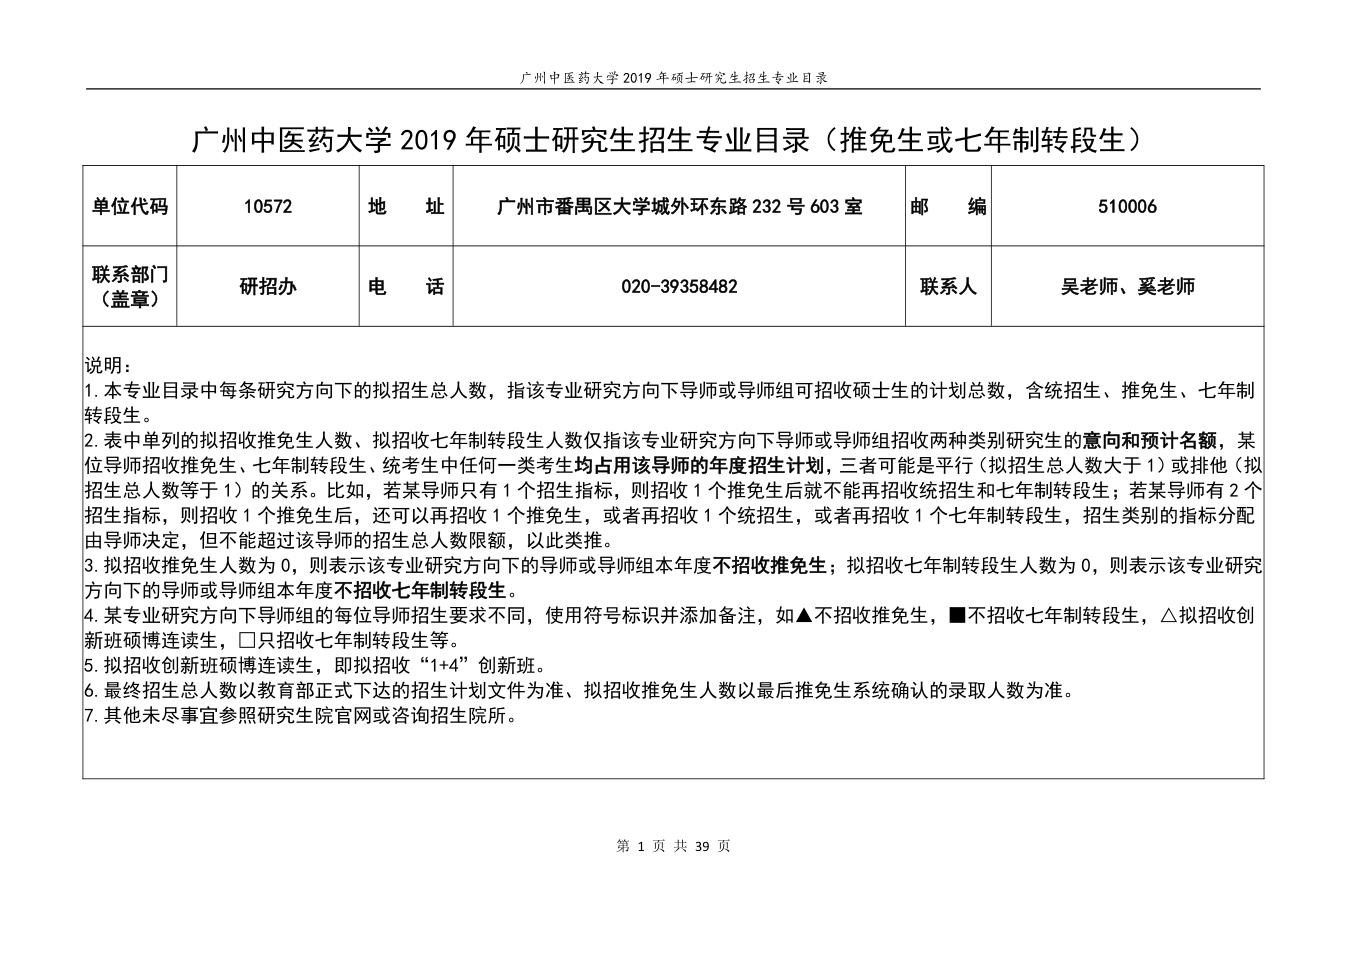 广州中医药大学 2019 年硕士研究生招生专业目录
广州中医药大学 2019 年硕士研究生招生专业目录（推免生或七年制转段生）
单位代码 10572 地 址 广州市番禺区大学城外环东路 232 号 603 室 邮 编 510006
联系部门（盖章） 研招办 电 话 020-39358482 联系人 吴老师、奚老师
说明：
1. 本专业目录中每条研究方向下的拟招生总人数，指该专业研究方向下导师或导师组可招收硕士生的计划总数，含统招生、推免生、七年制
转段生。
2. 表中单列的拟招收推免生人数、拟招收七年制转段生人数仅指该专业研究方向下导师或导师组招收两种类别研究生的意向和预计名额，某
位导师招收推免生、七年制转段生、统考生中任何一类考生均占用该导师的年度招生计划，三者可能是平行（拟招生总人数大于 1）或排他（拟
招生总人数等于 1）的关系。比如，若某导师只有 1 个招生指标，则招收 1 个推免生后就不能再招收统招生和七年制转段生；若某导师有 2 个
招生指标，则招收 1 个推免生后，还可以再招收 1 个推免生，或者再招收 1 个统招生，或者再招收 1 个七年制转段生，招生类别的指标分配
由导师决定，但不能超过该导师的招生总人数限额，以此类推。
3. 拟招收推免生人数为 0，则表示该专业研究方向下的导师或导师组本年度不招收推免生；拟招收七年制转段生人数为 0，则表示该专业研究
方向下的导师或导师组本年度不招收七年制转段生。
4. 某专业研究方向下导师组的每位导师招生要求不同，使用符号标识并添加备注，如▲不招收推免生，■不招收七年制转段生，△拟招收创
新班硕博连读生，□只招收七年制转段生等。
5. 拟招收创新班硕博连读生，即拟招收“1+4”创新班。
6. 最终招生总人数以教育部正式下达的招生计划文件为准、拟招收推免生人数以最后推免生系统确认的录取人数为准。
7. 其他未尽事宜参照研究生院官网或咨询招生院所。
第 1 页 共 39 页